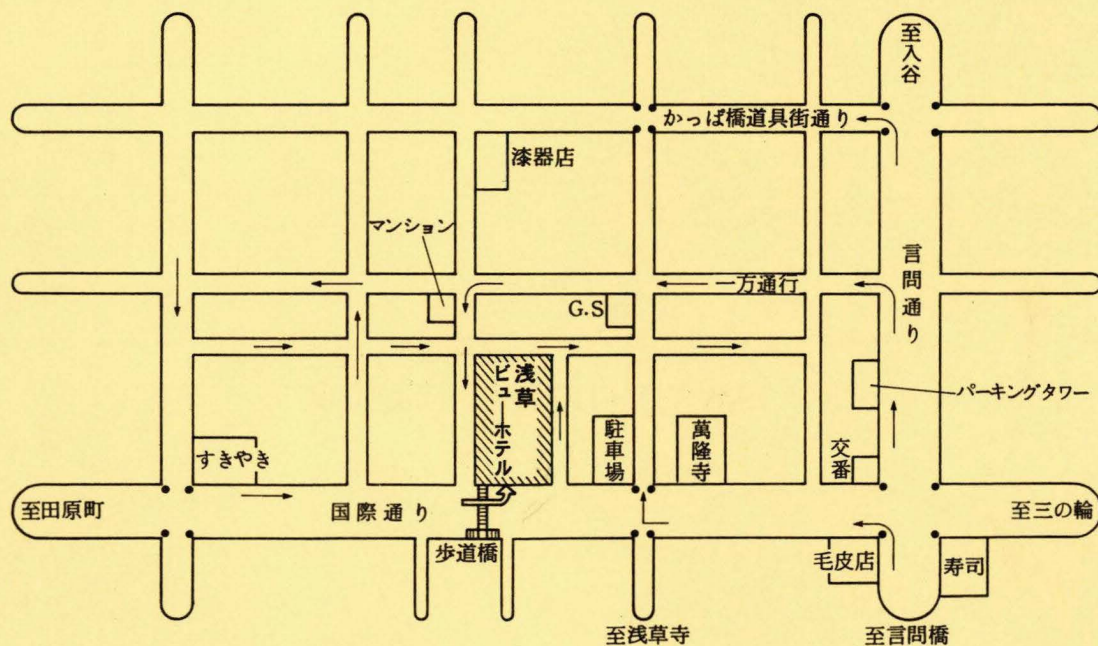 至入谷
かっぱ橋道具街通り
漆器店
マンション
言問通り
一方通行
G.S
パーキングタワー
浅草
ビューホテル
駐車場
萬隆寺
交番
すきやき
至田原町
国際通り
至三の輪
歩道橋
毛皮店
寿司
至浅草寺
至言問橋